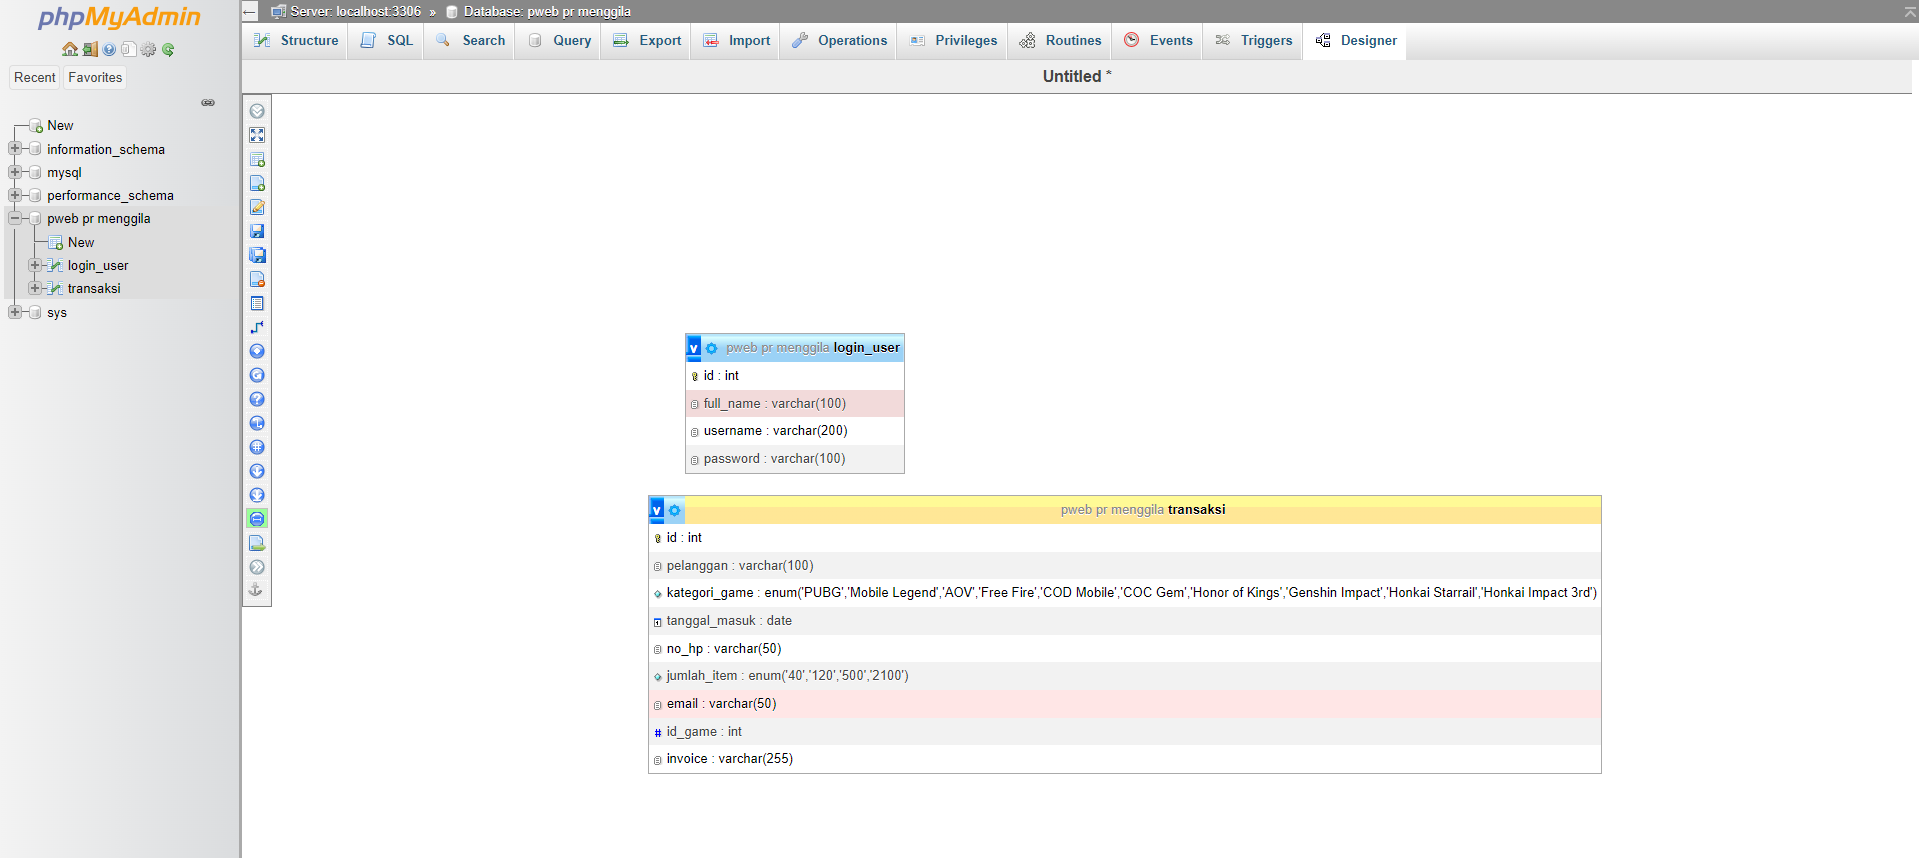 phpMyAdmin
Recent
Favorites
New
information_schema
mysql
performance_schema
pweb pr menggila
New
login_user
transaksi
sys
Server: localhost:3306 » Database: pweb pr menggila
Structure
SQL
Search
Query
Export
Import
Operations
Privileges
Routines
Events
Triggers
Designer
Untitled *
v pweb pr menggila login_user
id : int
full_name : varchar(100)
username : varchar(200)
password : varchar(100)
v pweb pr menggila transaksi
id : int
pelanggan : varchar(100)
kategori_game : enum('PUBG','Mobile Legend','AOV','Free Fire','COD Mobile','COC Gem','Honor of Kings','Genshin Impact','Honkai Starrail','Honkai Impact 3rd')
tanggal_masuk : date
no_hp : varchar(50)
jumlah_item : enum('40','120','500','2100')
email : varchar(50)
# id_game : int
invoice : varchar(255)